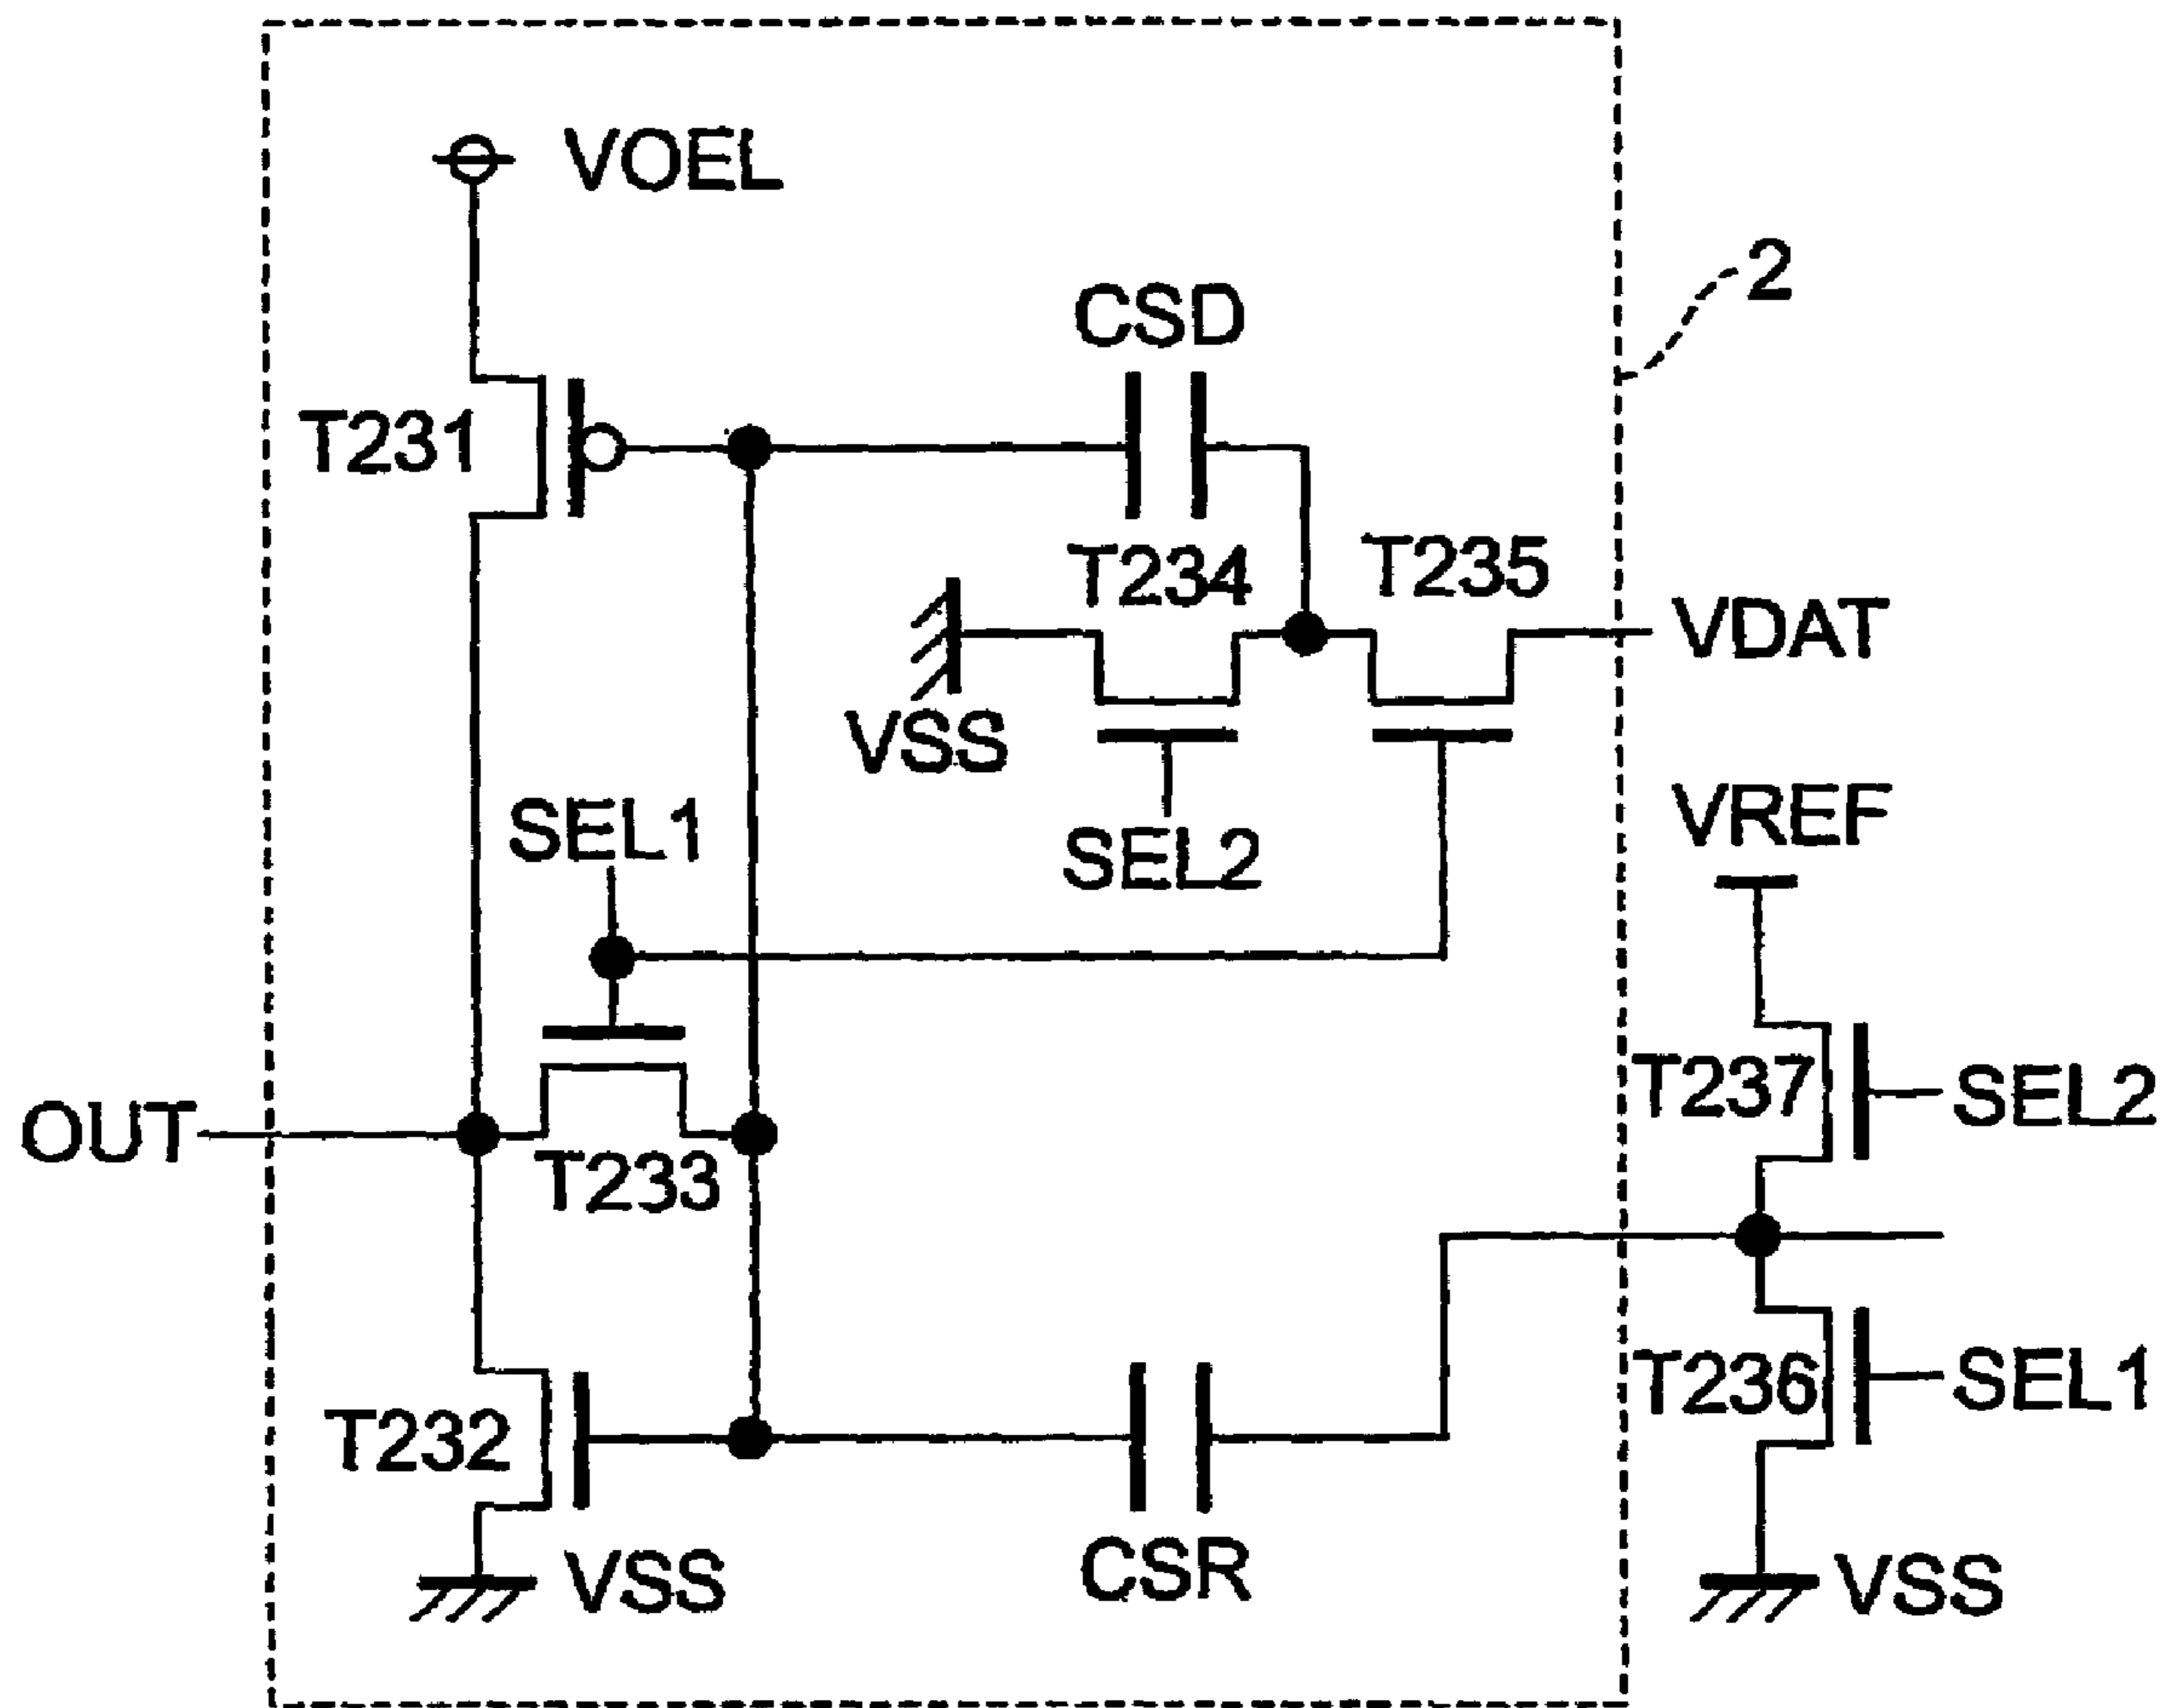 VOEL
2
CSD
T231
T234
T235
VDAT
VSS
VREF
SEL1
SEL2
T237
SEL2
OUT
T233
T236
SEL1
T232
VSS
CSR
VSS